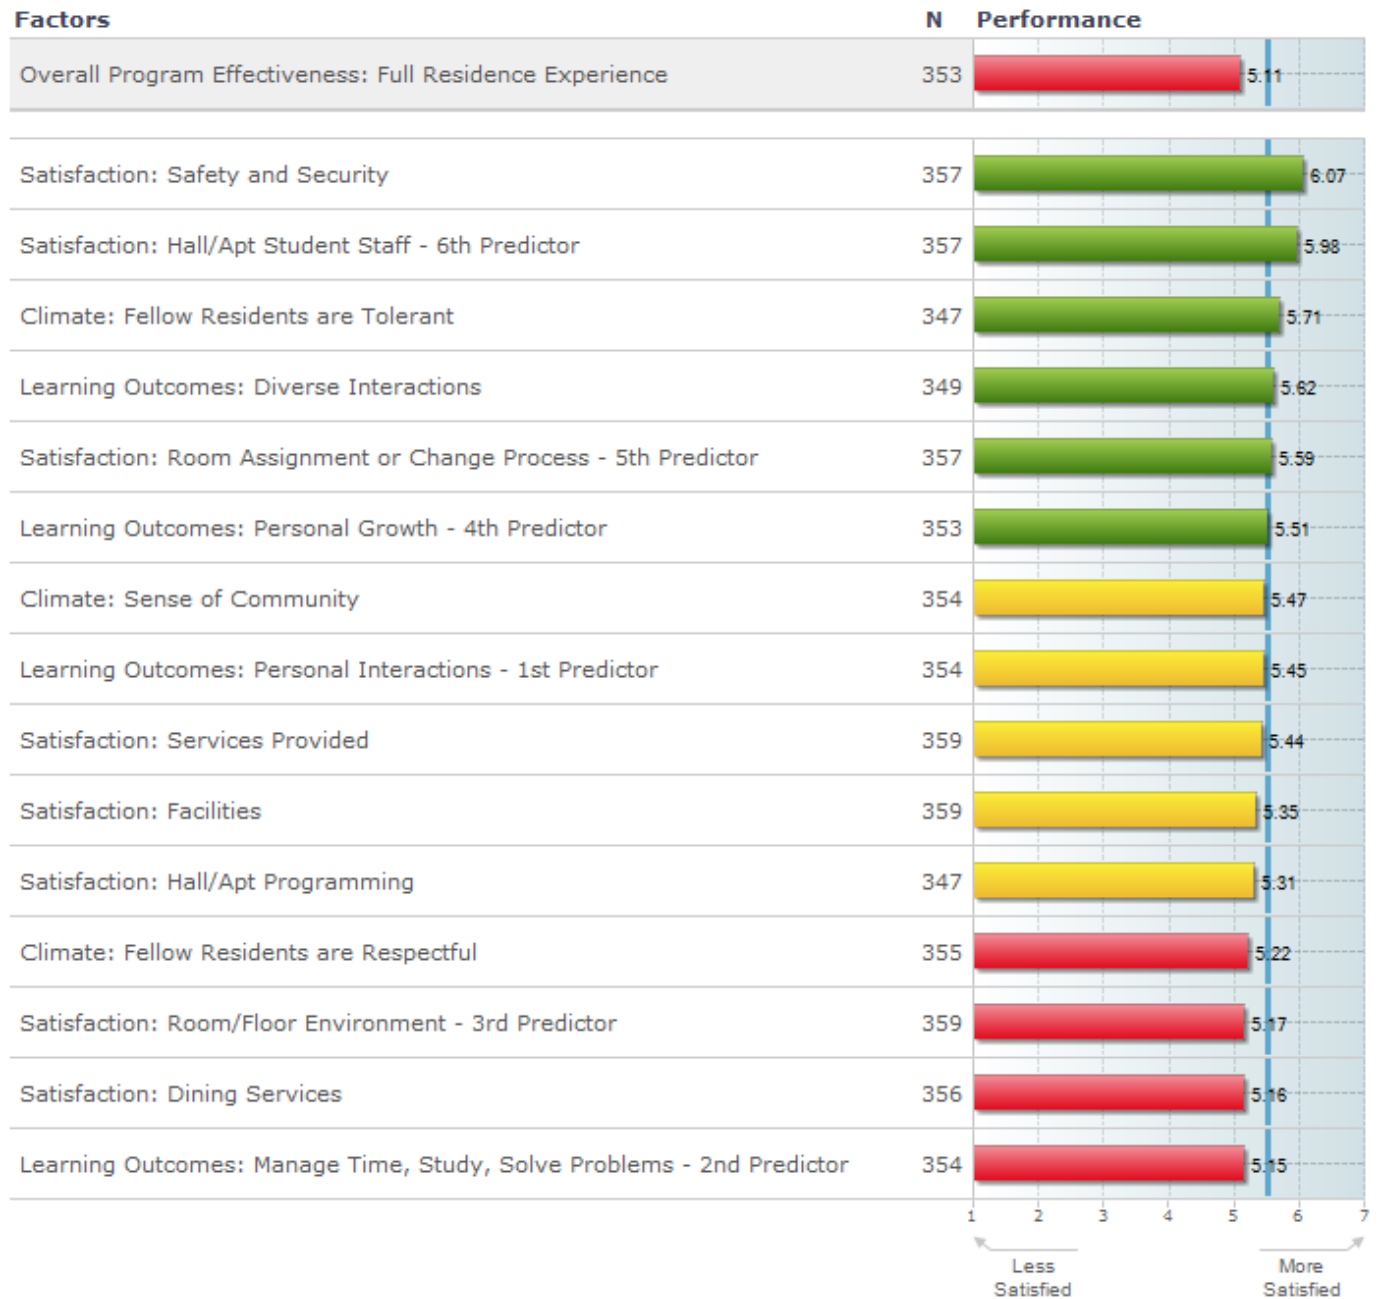 Factors N Performance
Overall Program Effectiveness: Full Residence Experience 353 5.11
Satisfaction: Safety and Security 357 6.07
Satisfaction: Hall/Apt Student Staff - 6th Predictor 357 5.98
Climate: Fellow Residents are Tolerant 347 5.71
Learning Outcomes: Diverse Interactions 349 5.62
Satisfaction: Room Assignment or Change Process - 5th Predictor 357 5.59
Learning Outcomes: Personal Growth - 4th Predictor 353 5.51
Climate: Sense of Community 354 5.47
Learning Outcomes: Personal Interactions - 1st Predictor 354 5.45
Satisfaction: Services Provided 359 5.44
Satisfaction: Facilities 359 5.35
Satisfaction: Hall/Apt Programming 347 5.31
Climate: Fellow Residents are Respectful 355 5.22
Satisfaction: Room/Floor Environment - 3rd Predictor 359 5.17
Satisfaction: Dining Services 356 5.16
Learning Outcomes: Manage Time, Study, Solve Problems - 2nd Predictor 354 5.15
1 2 3 4 5 6 7
Less More
Satisfied Satisfied